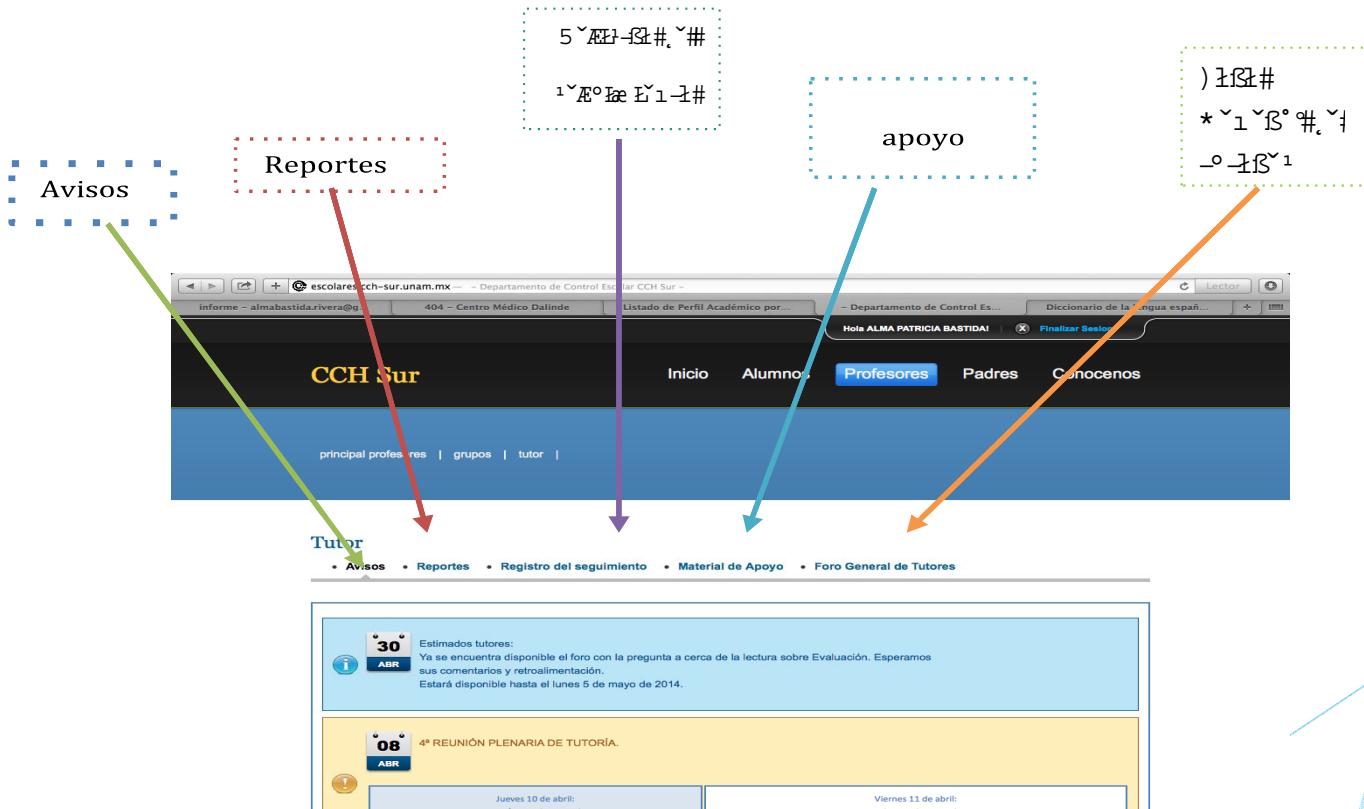 apoyo
Reportes
Avisos
escolares.cch-sur.unam.mx — - Departamento de Control Escolar CCH Sur -
Lector
informe - almabastida.rivera@g...
404 - Centro Médico Dalinde
Listado de Perfil Académico por...
- Departamento de Control Es...
Diccionario de la lengua españ...
Hola ALMA PATRICIA BASTIDA!
Finalizar Sesion
CCH Sur
Inicio Alumnos Profesores Padres Conocenos
principal profesores | grupos | tutor |
Tutor
• Avisos • Reportes • Registro del seguimiento • Material de Apoyo • Foro General de Tutores
30
ABR
Estimados tutores:
Ya se encuentra disponible el foro con la pregunta a cerca de la lectura sobre Evaluación. Esperamos
sus comentarios y retroalimentación.
Estará disponible hasta el lunes 5 de mayo de 2014.
08
ABR
4ª REUNIÓN PLENARIA DE TUTORÍA.
Jueves 10 de abril:
Viernes 11 de abril: